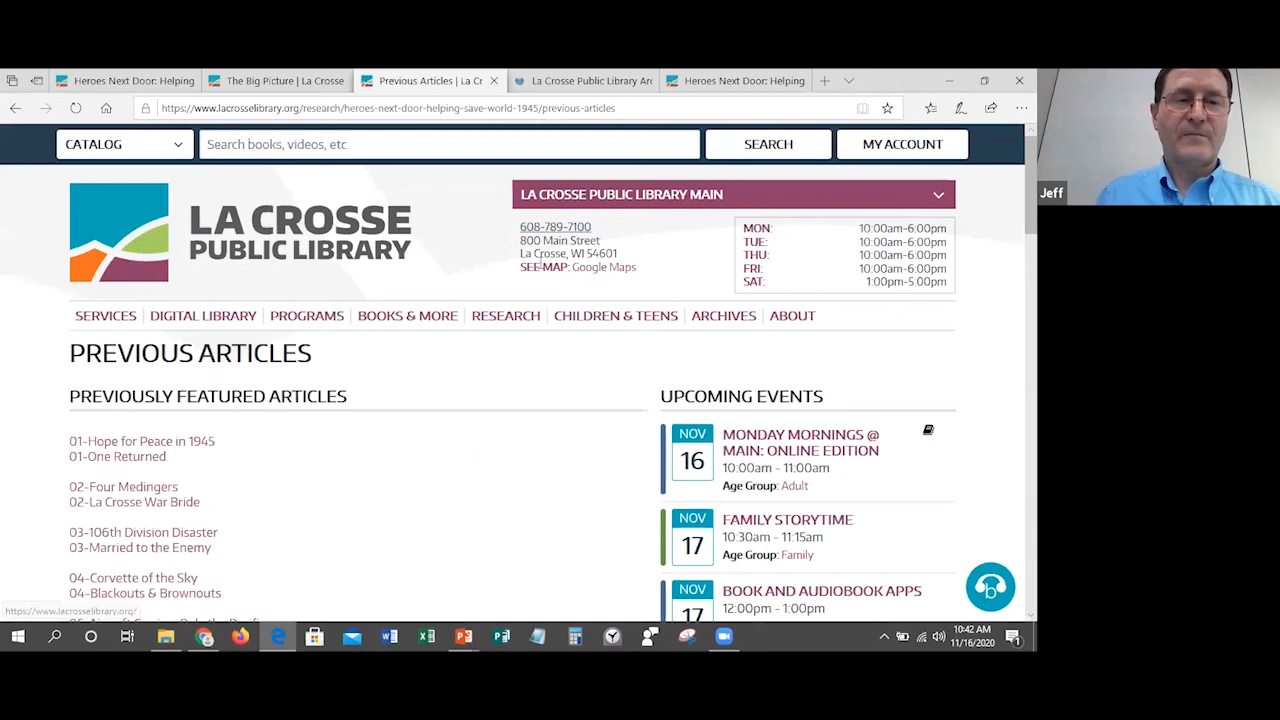 Heroes Next Door: Helping
The Big Picture | La Crosse
Previous Articles | La Cr
La Crosse Public Library Arc
Heroes Next Door: Helping
https://www.lacrosselibrary.org/research/heroes-next-door-helping-save-world-1945/previous-articles
CATALOG
Search books, videos, etc.
SEARCH
MY ACCOUNT
Jeff
LA CROSSE
PUBLIC LIBRARY
LA CROSSE PUBLIC LIBRARY MAIN
608-789-7100
800 Main Street
La Crosse, WI 54601
SEE MAP: Google Maps
MON: 10:00am-6:00pm
TUE: 10:00am-6:00pm
THU: 10:00am-6:00pm
FRI: 10:00am-6:00pm
SAT: 1:00pm-5:00pm
SERVICES DIGITAL LIBRARY PROGRAMS BOOKS & MORE RESEARCH CHILDREN & TEENS ARCHIVES ABOUT
PREVIOUS ARTICLES
PREVIOUSLY FEATURED ARTICLES
01-Hope for Peace in 1945
01-One Returned
02-Four Medingers
02-La Crosse War Bride
03-106th Division Disaster
03-Married to the Enemy
04-Corvette of the Sky
04-Blackouts & Brownouts
UPCOMING EVENTS
NOV
16
MONDAY MORNINGS @
MAIN: ONLINE EDITION
10:00am - 11:00am
Age Group: Adult
NOV
17
FAMILY STORYTIME
10:30am - 11:15am
Age Group: Family
NOV
17
BOOK AND AUDIOBOOK APPS
12:00pm - 1:00pm
https://www.lacrosselibrary.org/
10:42 AM
11/16/2020